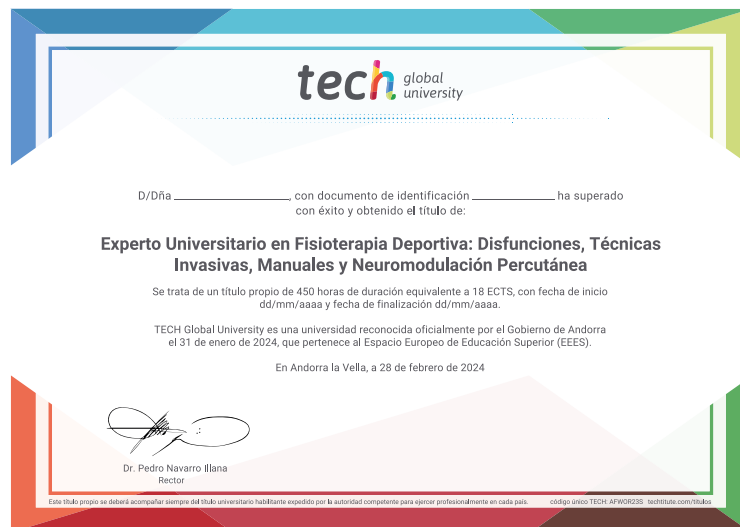 tech global
university
D/Dña ______________, con documento de identificación ____________ ha superado
con éxito y obtenido el título de:
Experto Universitario en Fisioterapia Deportiva: Disfunciones, Técnicas
Invasivas, Manuales y Neuromodulación Percutánea
Se trata de un título propio de 450 horas de duración equivalente a 18 ECTS, con fecha de inicio
dd/mm/aaaa y fecha de finalización dd/mm/aaaa.
TECH Global University es una universidad reconocida oficialmente por el Gobierno de Andorra
el 31 de enero de 2024, que pertenece al Espacio Europeo de Educación Superior (EEES).
En Andorra la Vella, a 28 de febrero de 2024
Dr. Pedro Navarro Illana
Rector
Este título propio se deberá acompañar siempre del título universitario habilitante expedido por la autoridad competente para ejercer profesionalmente en cada país. código único TECH: AFWOR23S techtitute.com/titulos